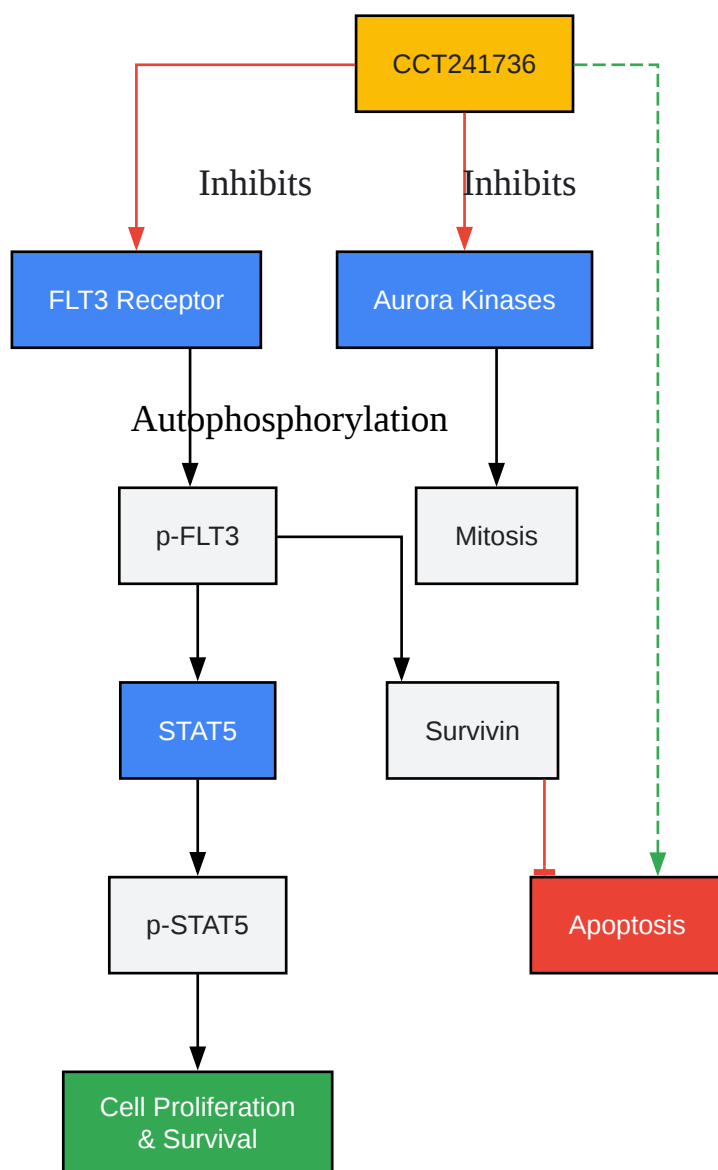 CCT241736
Inhibits
Inhibits
FLT3 Receptor
Aurora Kinases
Autophosphorylation
p-FLT3
Mitosis
STAT5
Survivin
p-STAT5
Apoptosis
Cell Proliferation
& Survival